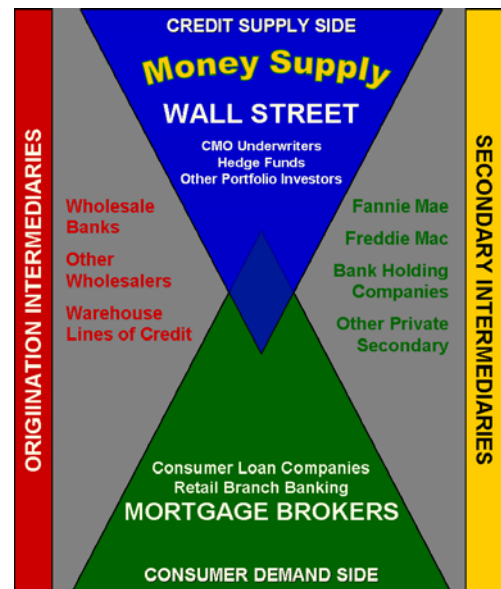 CREDIT SUPPLY SIDE
Money Supply
WALL STREET
CMO Underwriters
Hedge Funds
Other Portfolio Investors
ORIGIINATION INTERMEDIARIES
Wholesale
Banks
Other
Wholesalers
Warehouse
Lines of Credit
Fannie Mae
Freddie Mac
Bank Holding
Companies
Other Private
Secondary
SECONDARY INTERMEDIARIES
Consumer Loan Companies
Retail Branch Banking
MORTGAGE BROKERS
CONSUMER DEMAND SIDE